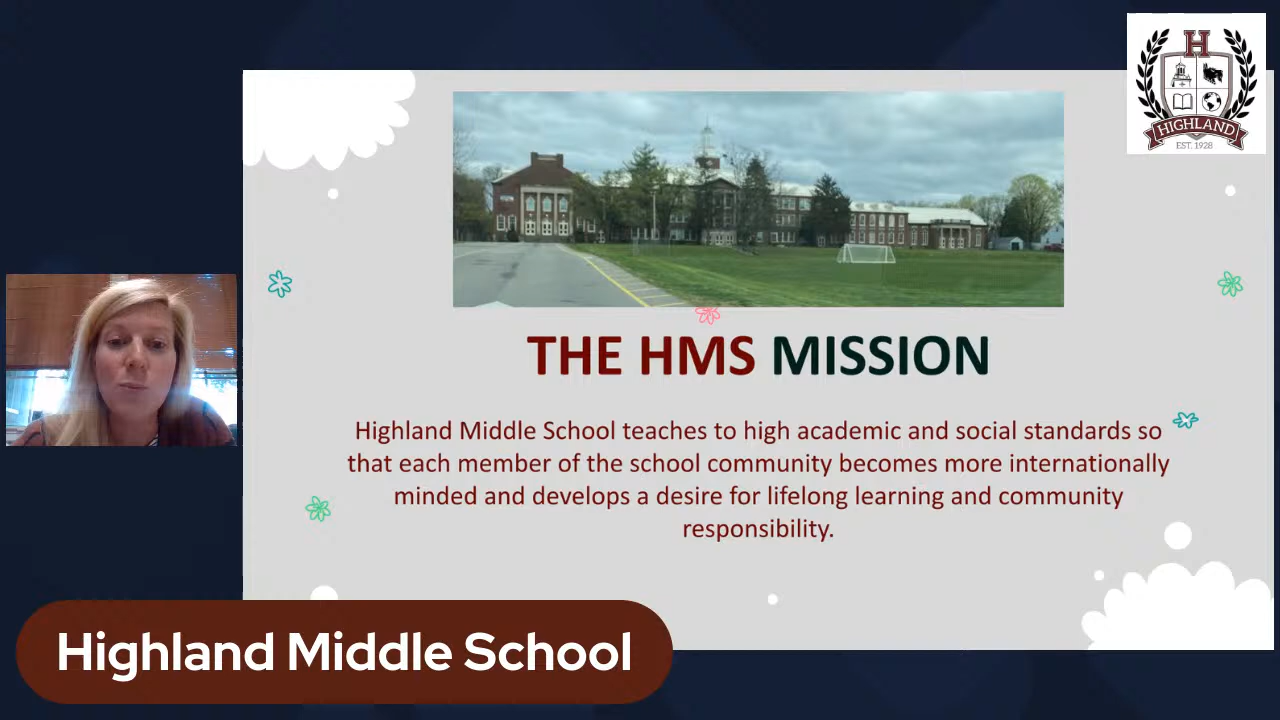 H
HIGHLAND
EST. 1928
THE HMS MISSION
Highland Middle School teaches to high academic and social standards so
that each member of the school community becomes more internationally
minded and develops a desire for lifelong learning and community
responsibility.
Highland Middle School